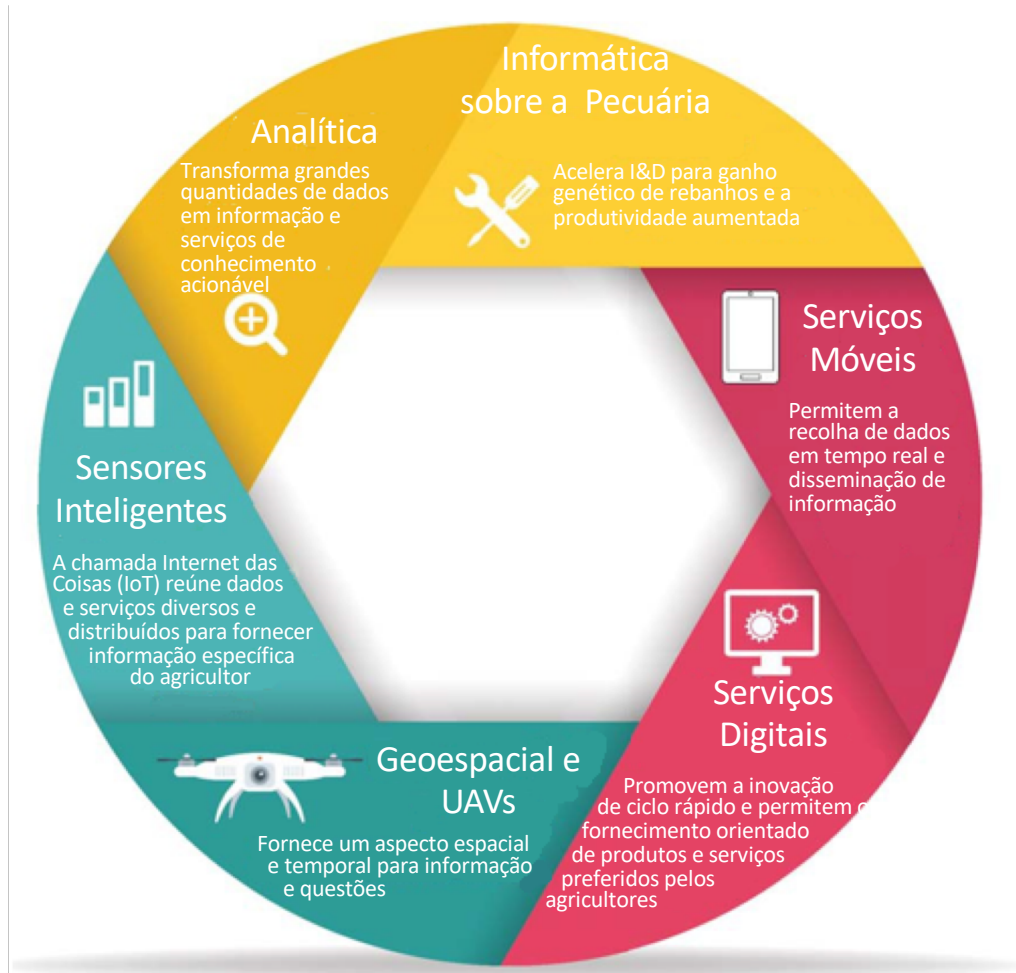 Informática
sobre a Pecuária
Acelera I&D para ganho
genético de rebanhos e a
produtividade aumentada
Serviços
Móveis
Permitem a
recolha de dados
em tempo real e
disseminação de
informação
Serviços
Digitais
Promovem a inovação
de ciclo rápido e permitem o
fornecimento orientado
de produtos e serviços
preferidos pelos
agricultores
Geoespacial e
UAVs
Fornece um aspecto espacial
e temporal para informação
e questões
Sensores
Inteligentes
A chamada Internet das
Coisas (IoT) reúne dados
e serviços diversos e
distribuídos para fornecer
informação específica
do agricultor
Analítica
Transforma grandes
quantidades de dados
em informação e
serviços de
conhecimento
acionável